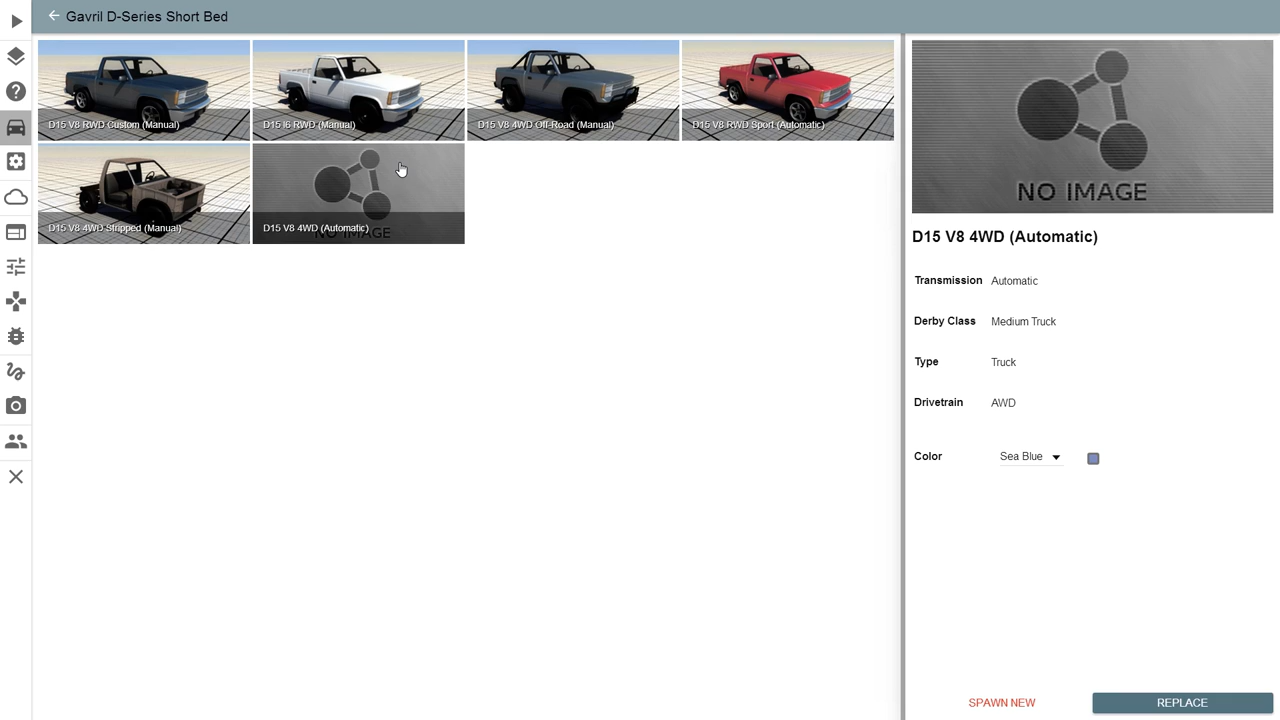 Gavril D-Series Short Bed
D15 V8 RWD Custom (Manual)
D15 I6 RWD (Manual)
D15 V8 4WD Off-Road (Manual)
D15 V8 RWD Sport (Automatic)
D15 V8 4WD Stripped (Manual)
D15 V8 4WD (Automatic)
NO IMAGE
NO IMAGE
D15 V8 4WD (Automatic)
Transmission Automatic
Derby Class Medium Truck
Type Truck
Drivetrain AWD
Color Sea Blue
SPAWN NEW REPLACE